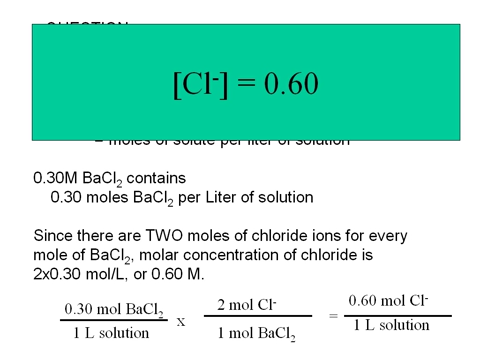 QUESTION
[Cl⁻] = 0.60
= moles of solute per liter of solution
0.30M BaCl₂ contains
0.30 moles BaCl₂ per Liter of solution
Since there are TWO moles of chloride ions for every
mole of BaCl₂, molar concentration of chloride is
2x0.30 mol/L, or 0.60 M.
0.30 mol BaCl₂ 2 mol Cl⁻ 0.60 mol Cl⁻
x =
1 L solution 1 mol BaCl₂ 1 L solution